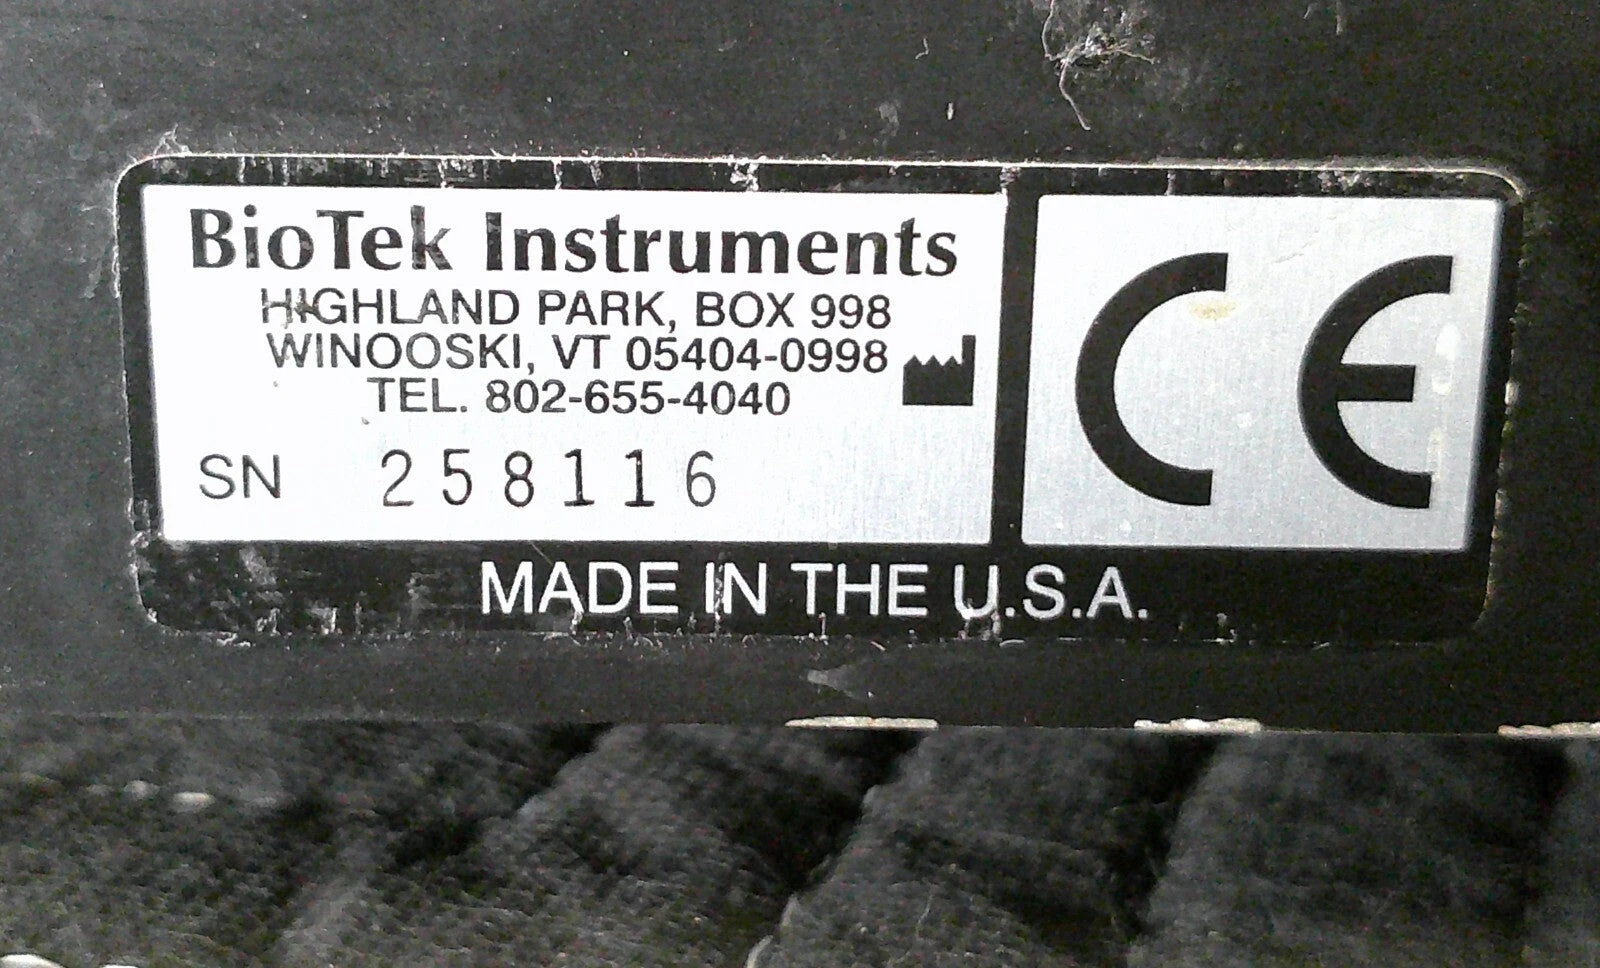 BioTek Instruments
HIGHLAND PARK, BOX 998
WINOOSKI, VT 05404-0998
TEL. 802-655-4040
SN 258116
CE
MADE IN THE U.S.A.